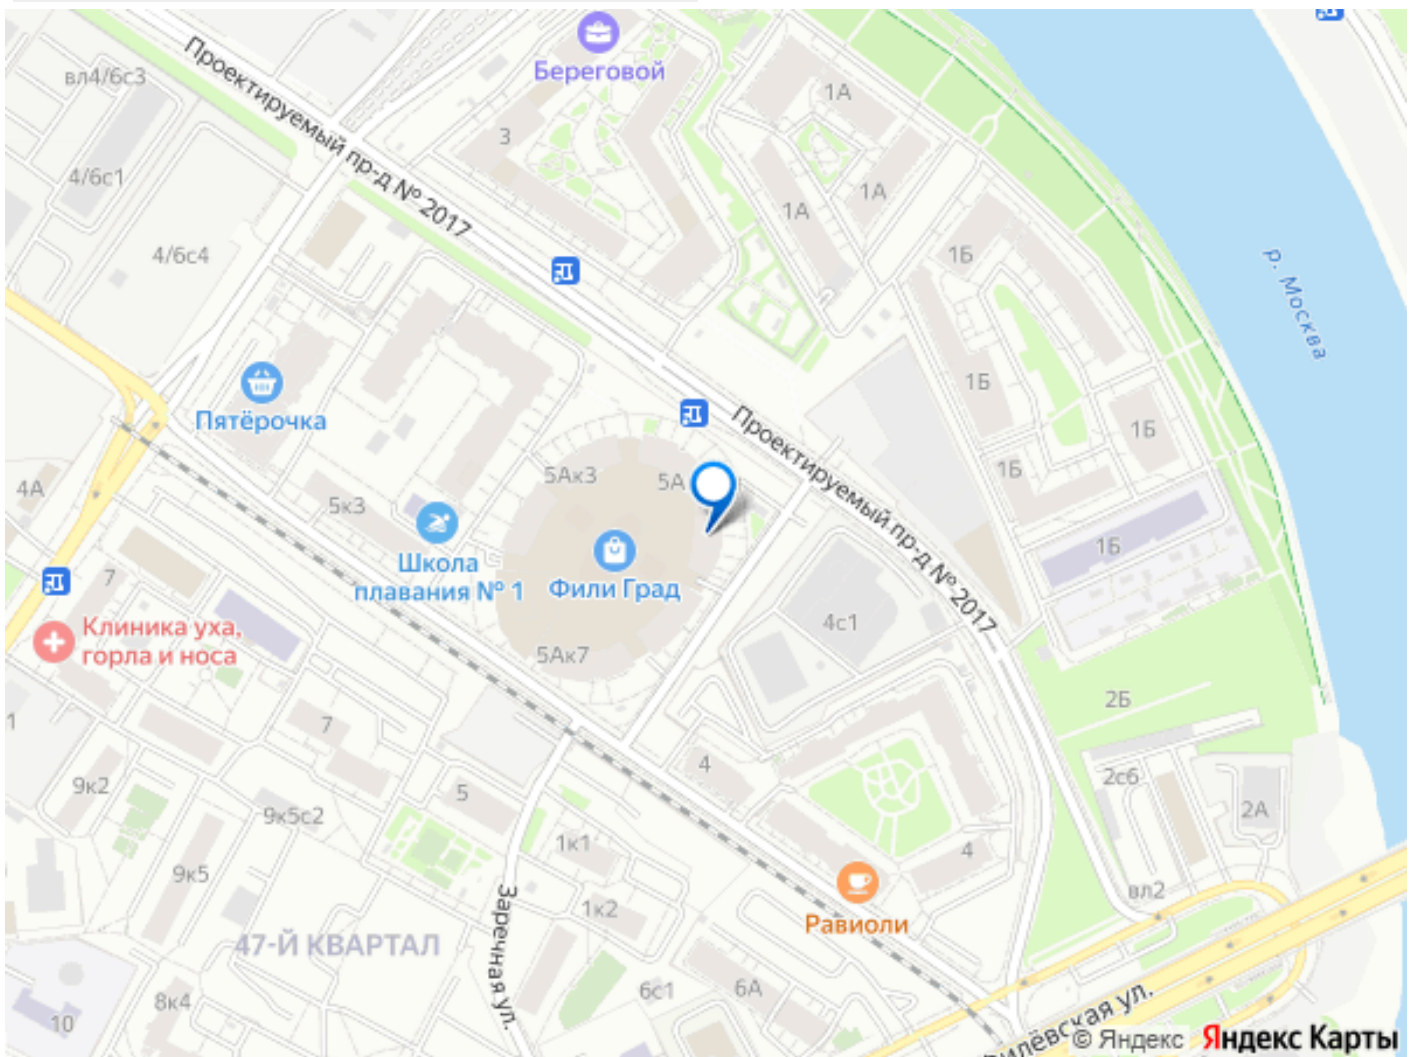 Береговой
вл4/6с3
Проектируемый пр-д № 2017
1А
3
4/6с1
1А
1А
4/6с4
1Б
р. Москва
Пятёрочка
1Б
1Б
Проектируемый пр-д № 2017
5Ак3
5А
1Б
4А
5к3
1Б
Школа
плавания № 1
Фили Град
7
4с1
Клиника уха,
горла и носа
5Ак7
2Б
1
7
4
2с6
9к2
5
2А
9к5с2
1к1
4
9к5
вл2
1к2
Равиоли
47-Й КВАРТАЛ
Заречная ул.
6с1
6А
8к4
10
Филёвская ул.
© Яндекс Яндекс Карты